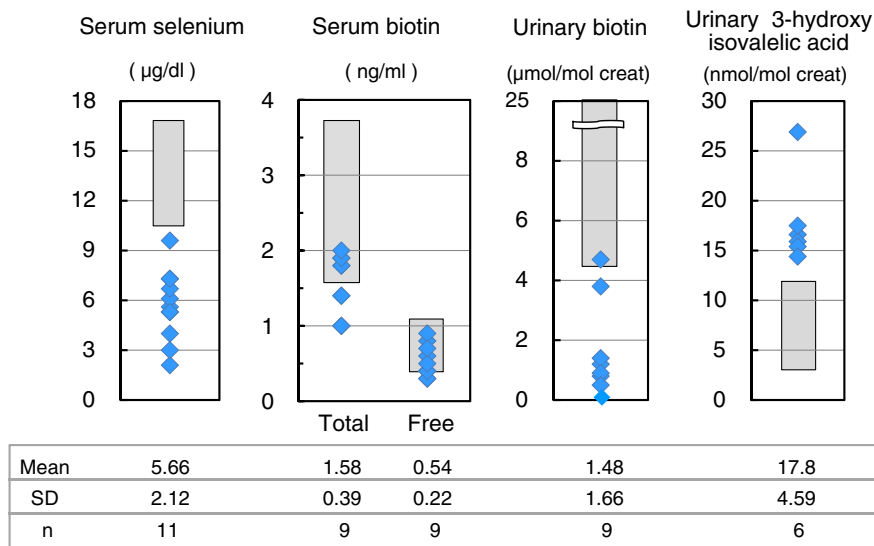 Serum selenium
( µg/dl )
18
15
12
9
6
3
0
Serum biotin
( ng/ml )
4
3
2
1
0
Total Free
Urinary biotin
(µmol/mol creat)
25
8
6
4
2
0
Urinary 3-hydroxy
isovalelic acid
(nmol/mol creat)
30
25
20
15
10
5
0
Mean 5.66 1.58 0.54 1.48 17.8
SD 2.12 0.39 0.22 1.66 4.59
n 11 9 9 9 6